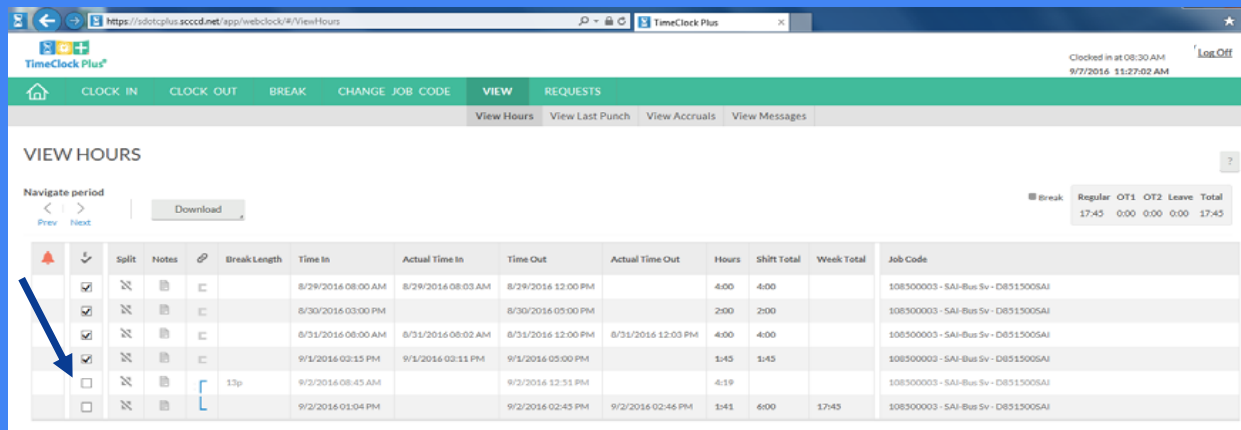 https://sdotcplus.scccd.net/app/webclock/#/ViewHours TimeClock Plus
TimeClock Plus
Clocked in at 08:30 AM Log Off
9/7/2016 11:27:02 AM
CLOCK IN CLOCK OUT BREAK CHANGE JOB CODE VIEW REQUESTS
View Hours View Last Punch View Accruals View Messages
VIEW HOURS ?
Navigate period
Prev Next Download
Break Regular OT1 OT2 Leave Total
17:45 0:00 0:00 0:00 17:45
E Split Notes Break Length Time In Actual Time In Time Out Actual Time Out Hours Shift Total Week Total Job Code
8/29/2016 08:00 AM 8/29/2016 08:03 AM 8/29/2016 12:00 PM 4:00 4:00 108500003 - SAI-Bus Sv - D851500SAI
8/30/2016 03:00 PM 8/30/2016 05:00 PM 2:00 2:00 108500003 - SAI-Bus Sv - D851500SAI
8/31/2016 08:00 AM 8/31/2016 08:02 AM 8/31/2016 12:00 PM 8/31/2016 12:03 PM 4:00 4:00 108500003 - SAI-Bus Sv - D851500SAI
9/1/2016 03:15 PM 9/1/2016 03:11 PM 9/1/2016 05:00 PM 1:45 1:45 108500003 - SAI-Bus Sv - D851500SAI
13p 9/2/2016 08:45 AM 9/2/2016 12:51 PM 4:19 108500003 - SAI-Bus Sv - D851500SAI
9/2/2016 01:04 PM 9/2/2016 02:45 PM 9/2/2016 02:46 PM 1:41 6:00 17:45 108500003 - SAI-Bus Sv - D851500SAI